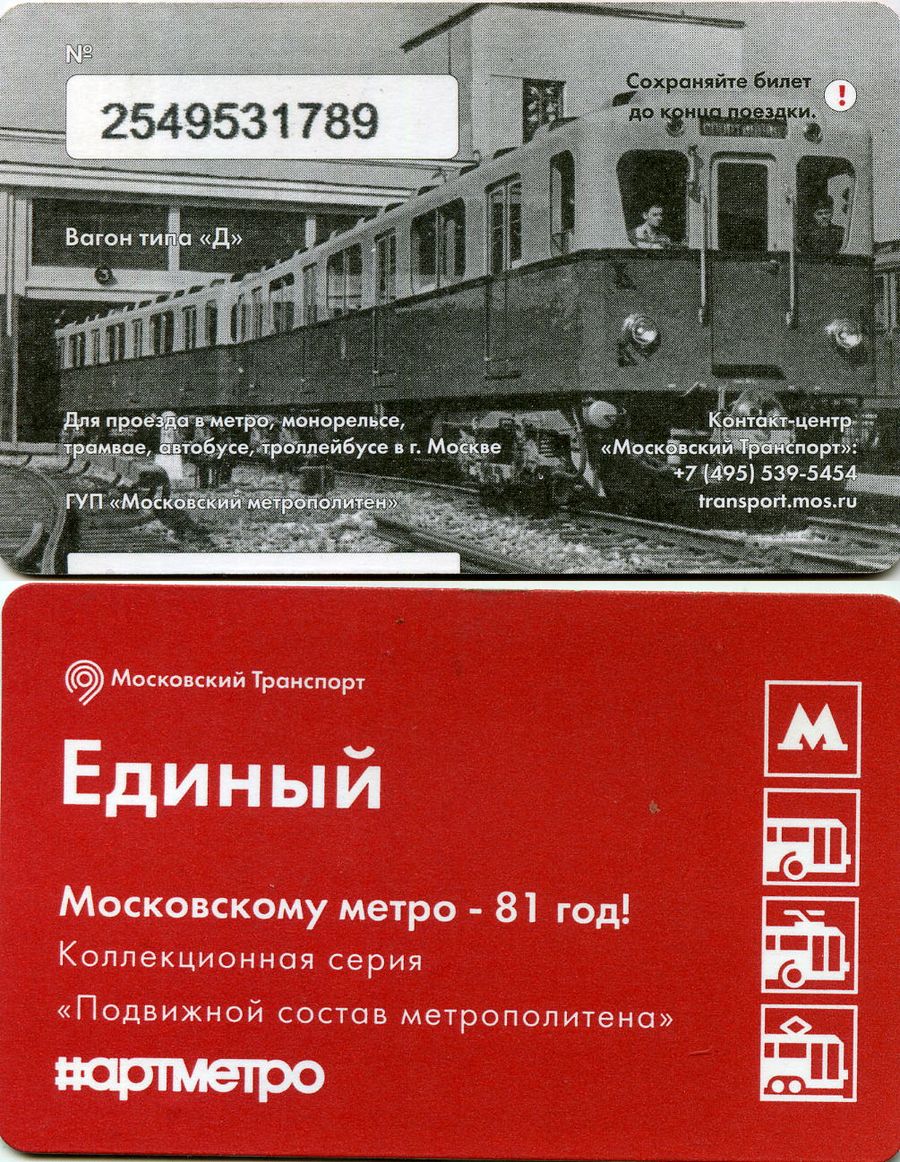 №
2549531789
Сохраняйте билет
до конца поездки.
!
Вагон типа «Д»
3
Для проезда в метро, монорельсе,
трамвае, автобусе, троллейбусе в г. Москве
ГУП «Московский метрополитен»
Контакт-центр
«Московский Транспорт»:
+7 (495) 539-5454
transport.mos.ru
Московский Транспорт
М
Единый
Московскому метро - 81 год!
Коллекционная серия
«Подвижной состав метрополитена»
#артметро